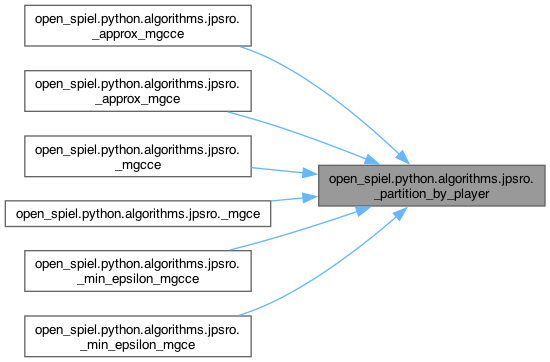 open_spiel.python.algorithms.jpsro.
_approx_mgcce
open_spiel.python.algorithms.jpsro.
_approx_mgce
open_spiel.python.algorithms.jpsro.
_mgcce
open_spiel.python.algorithms.jpsro.
_partition_by_player
open_spiel.python.algorithms.jpsro._mgce
open_spiel.python.algorithms.jpsro.
_min_epsilon_mgcce
open_spiel.python.algorithms.jpsro.
_min_epsilon_mgce